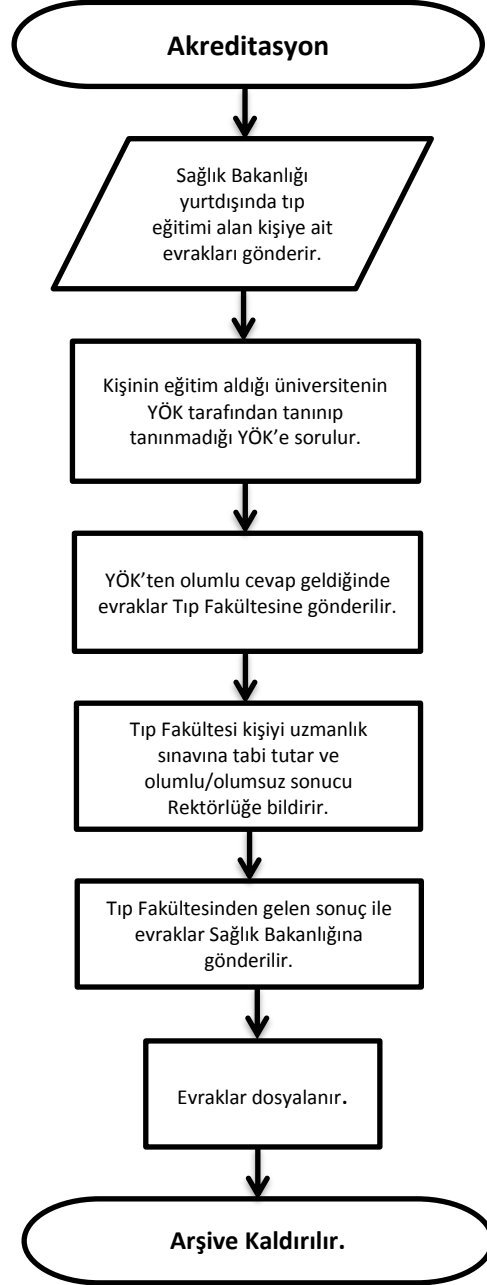 Akreditasyon
Sağlık Bakanlığı
yurtdışında tıp
eğitimi alan kişiye ait
evrakları gönderir.
Kişinin eğitim aldığı üniversitenin
YÖK tarafından tanınıp
tanınmadığı YÖK’e sorulur.
YÖK’ten olumlu cevap geldiğinde
evraklar Tıp Fakültesine gönderilir.
Tıp Fakültesi kişiyi uzmanlık
sınavına tabi tutar ve
olumlu/olumsuz sonucu
Rektörlüğe bildirir.
Tıp Fakültesinden gelen sonuç ile
evraklar Sağlık Bakanlığına
gönderilir.
Evraklar dosyalanır.
Arşive Kaldırılır.